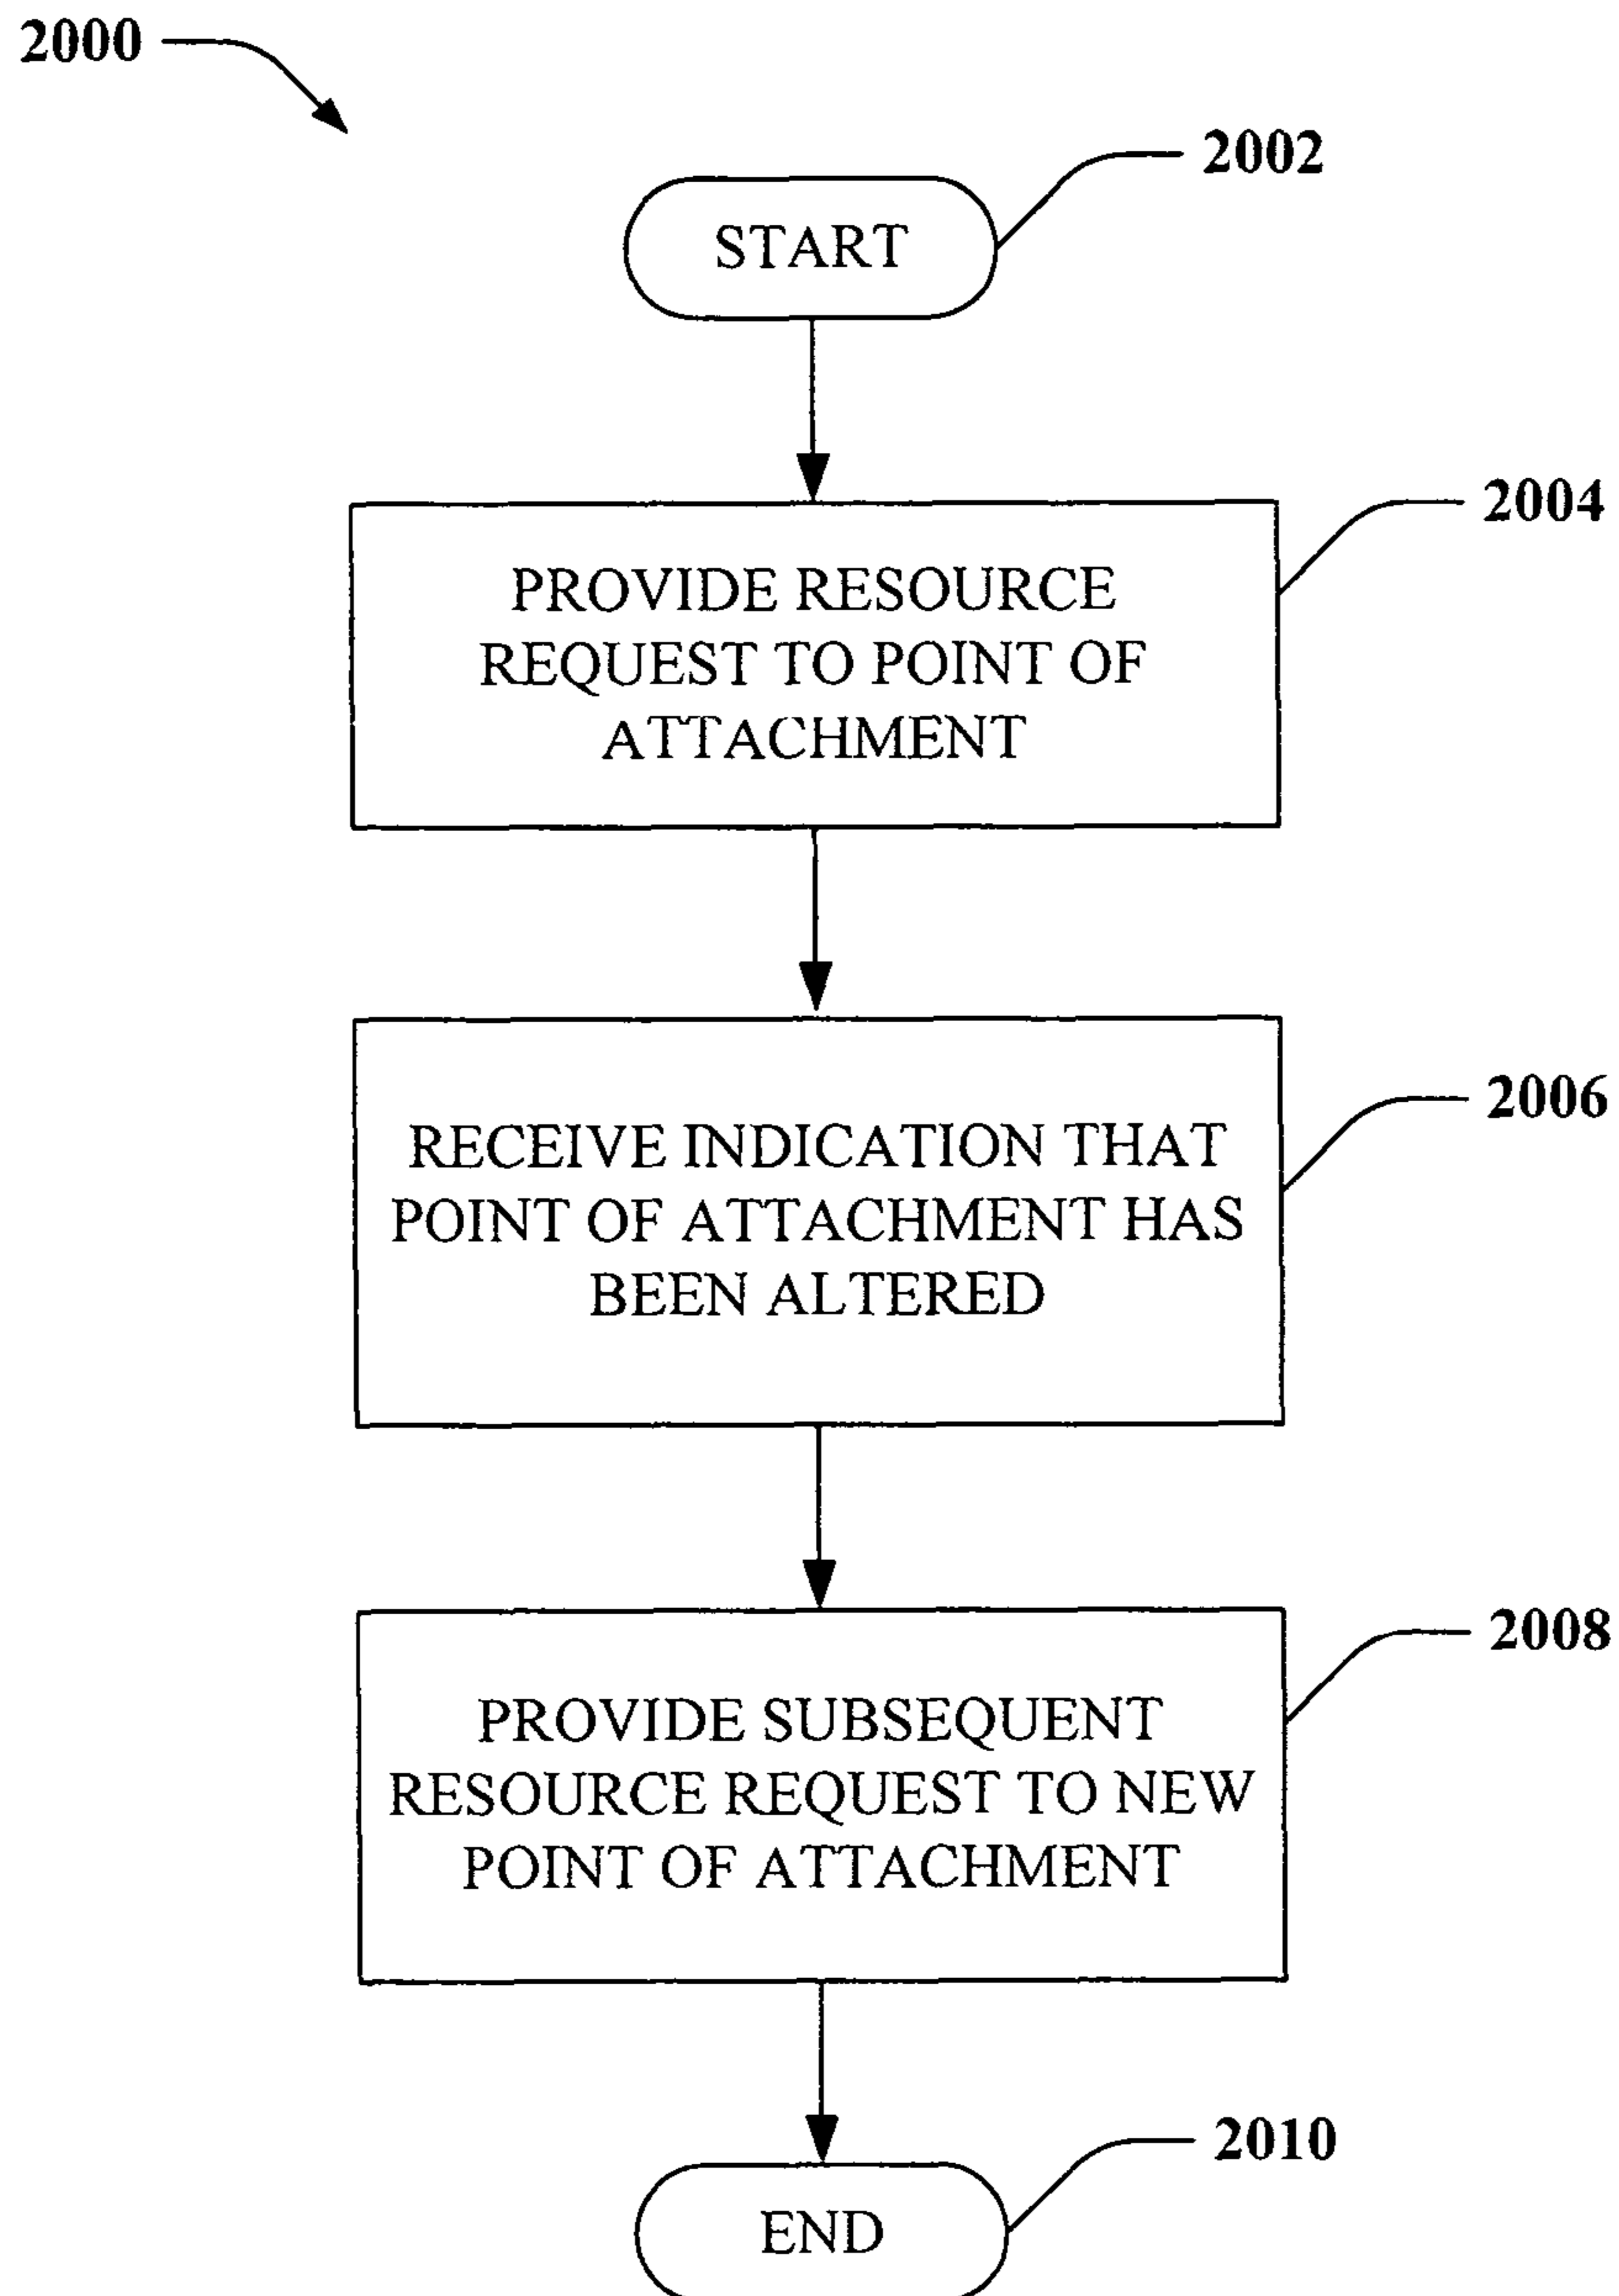 2000
2002
START
2004
PROVIDE RESOURCE
REQUEST TO POINT OF
ATTACHMENT
2006
RECEIVE INDICATION THAT
POINT OF ATTACHMENT HAS
BEEN ALTERED
2008
PROVIDE SUBSEQUENT
RESOURCE REQUEST TO NEW
POINT OF ATTACHMENT
2010
END